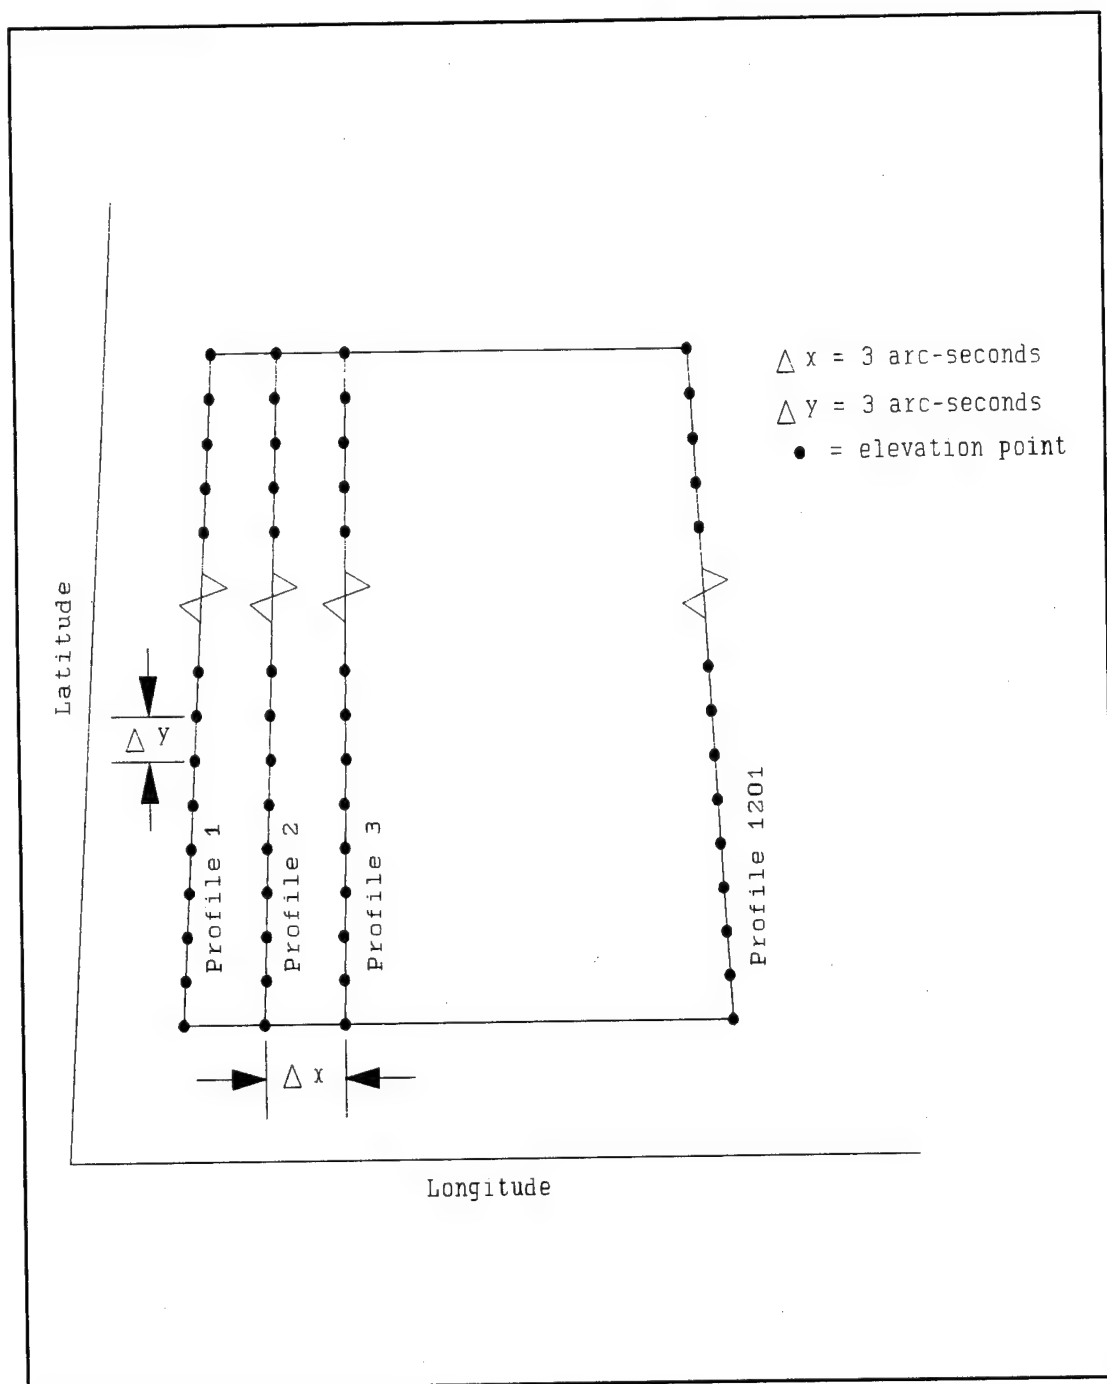 Δ x = 3 arc-seconds
Δ y = 3 arc-seconds
● = elevation point
Latitude
Δ y
Profile 1
Profile 2
Profile 3
Profile 1201
Δ x
Longitude